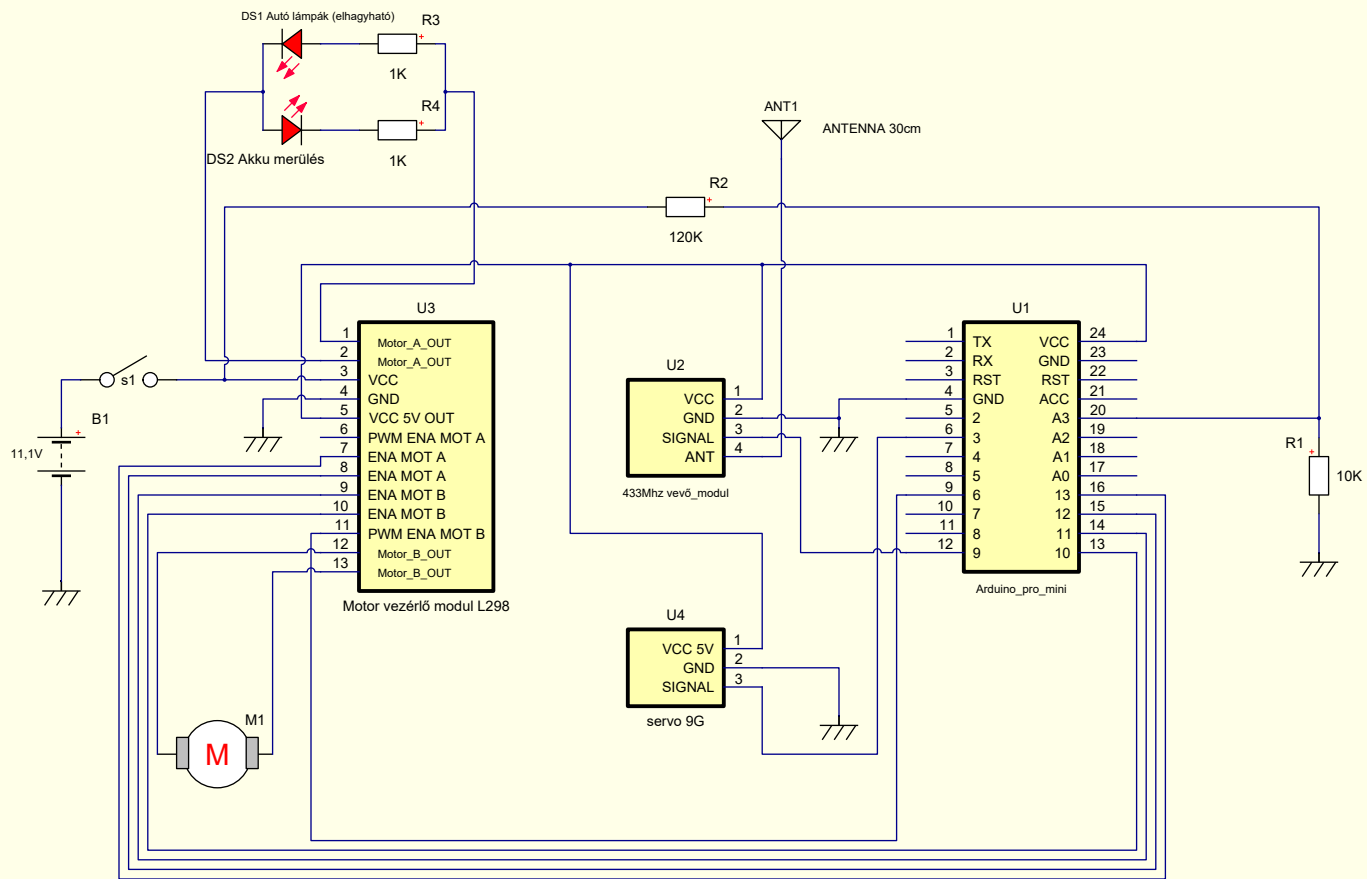 DS1 Autó lámpák (elhagyható)
R3
1K
R4
1K
DS2 Akku merülés
ANT1
ANTENNA 30cm
R2
120K
s1
B1
11,1V
U3
1 Motor_A_OUT
2 Motor_A_OUT
3 VCC
4 GND
5 VCC 5V OUT
6 PWM ENA MOT A
7 ENA MOT A
8 ENA MOT A
9 ENA MOT B
10 ENA MOT B
11 PWM ENA MOT B
12 Motor_B_OUT
13 Motor_B_OUT
Motor vezérlő modul L298
M1
M
U2
VCC 1
GND 2
SIGNAL 3
ANT 4
433Mhz vevő_modul
U4
VCC 5V 1
GND 2
SIGNAL 3
servo 9G
U1
1 TX VCC 24
2 RX GND 23
3 RST RST 22
4 GND ACC 21
5 2 A3 20
6 3 A2 19
7 4 A1 18
8 5 A0 17
9 6 13 16
10 7 12 15
11 8 11 14
12 9 10 13
Arduino_pro_mini
R1
10K